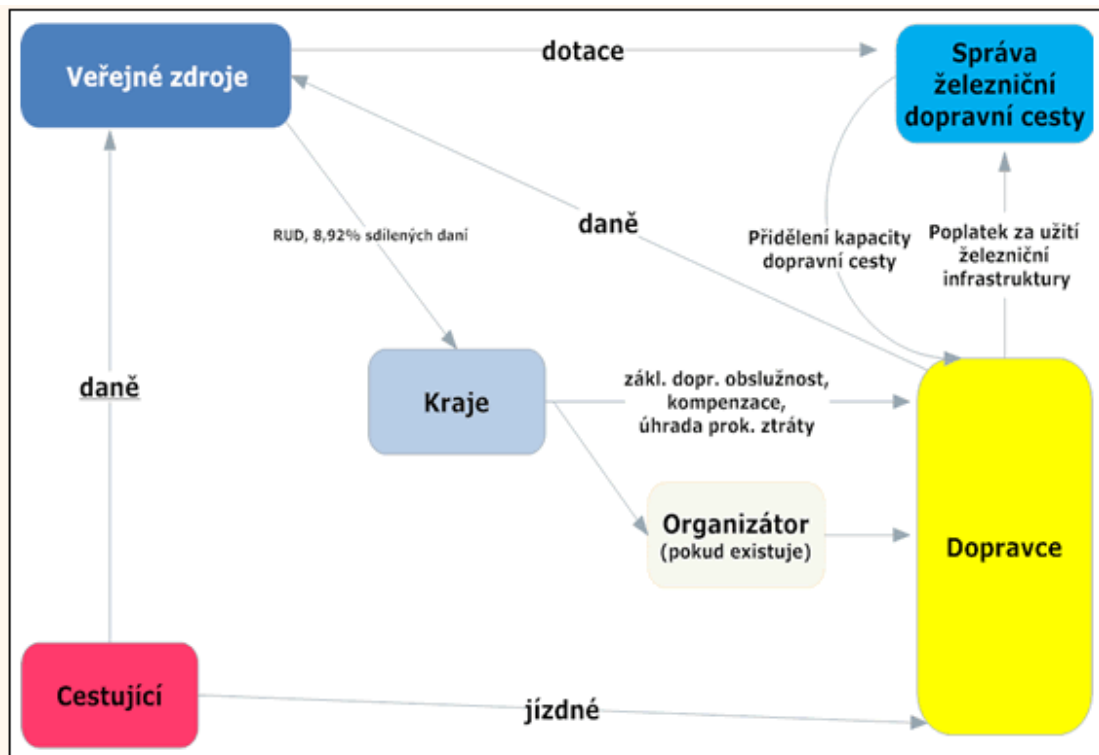 Veřejné zdroje
dotace
Správa
železniční
dopravní cesty
RUD, 8,92% sdílených daní
daně
Přidělení kapacity
dopravní cesty
Poplatek za užití
železniční
infrastruktury
daně
Kraje
zákl. dopr. obslužnost,
kompenzace,
úhrada prok. ztráty
Organizátor
(pokud existuje)
Dopravce
Cestující
jízdné